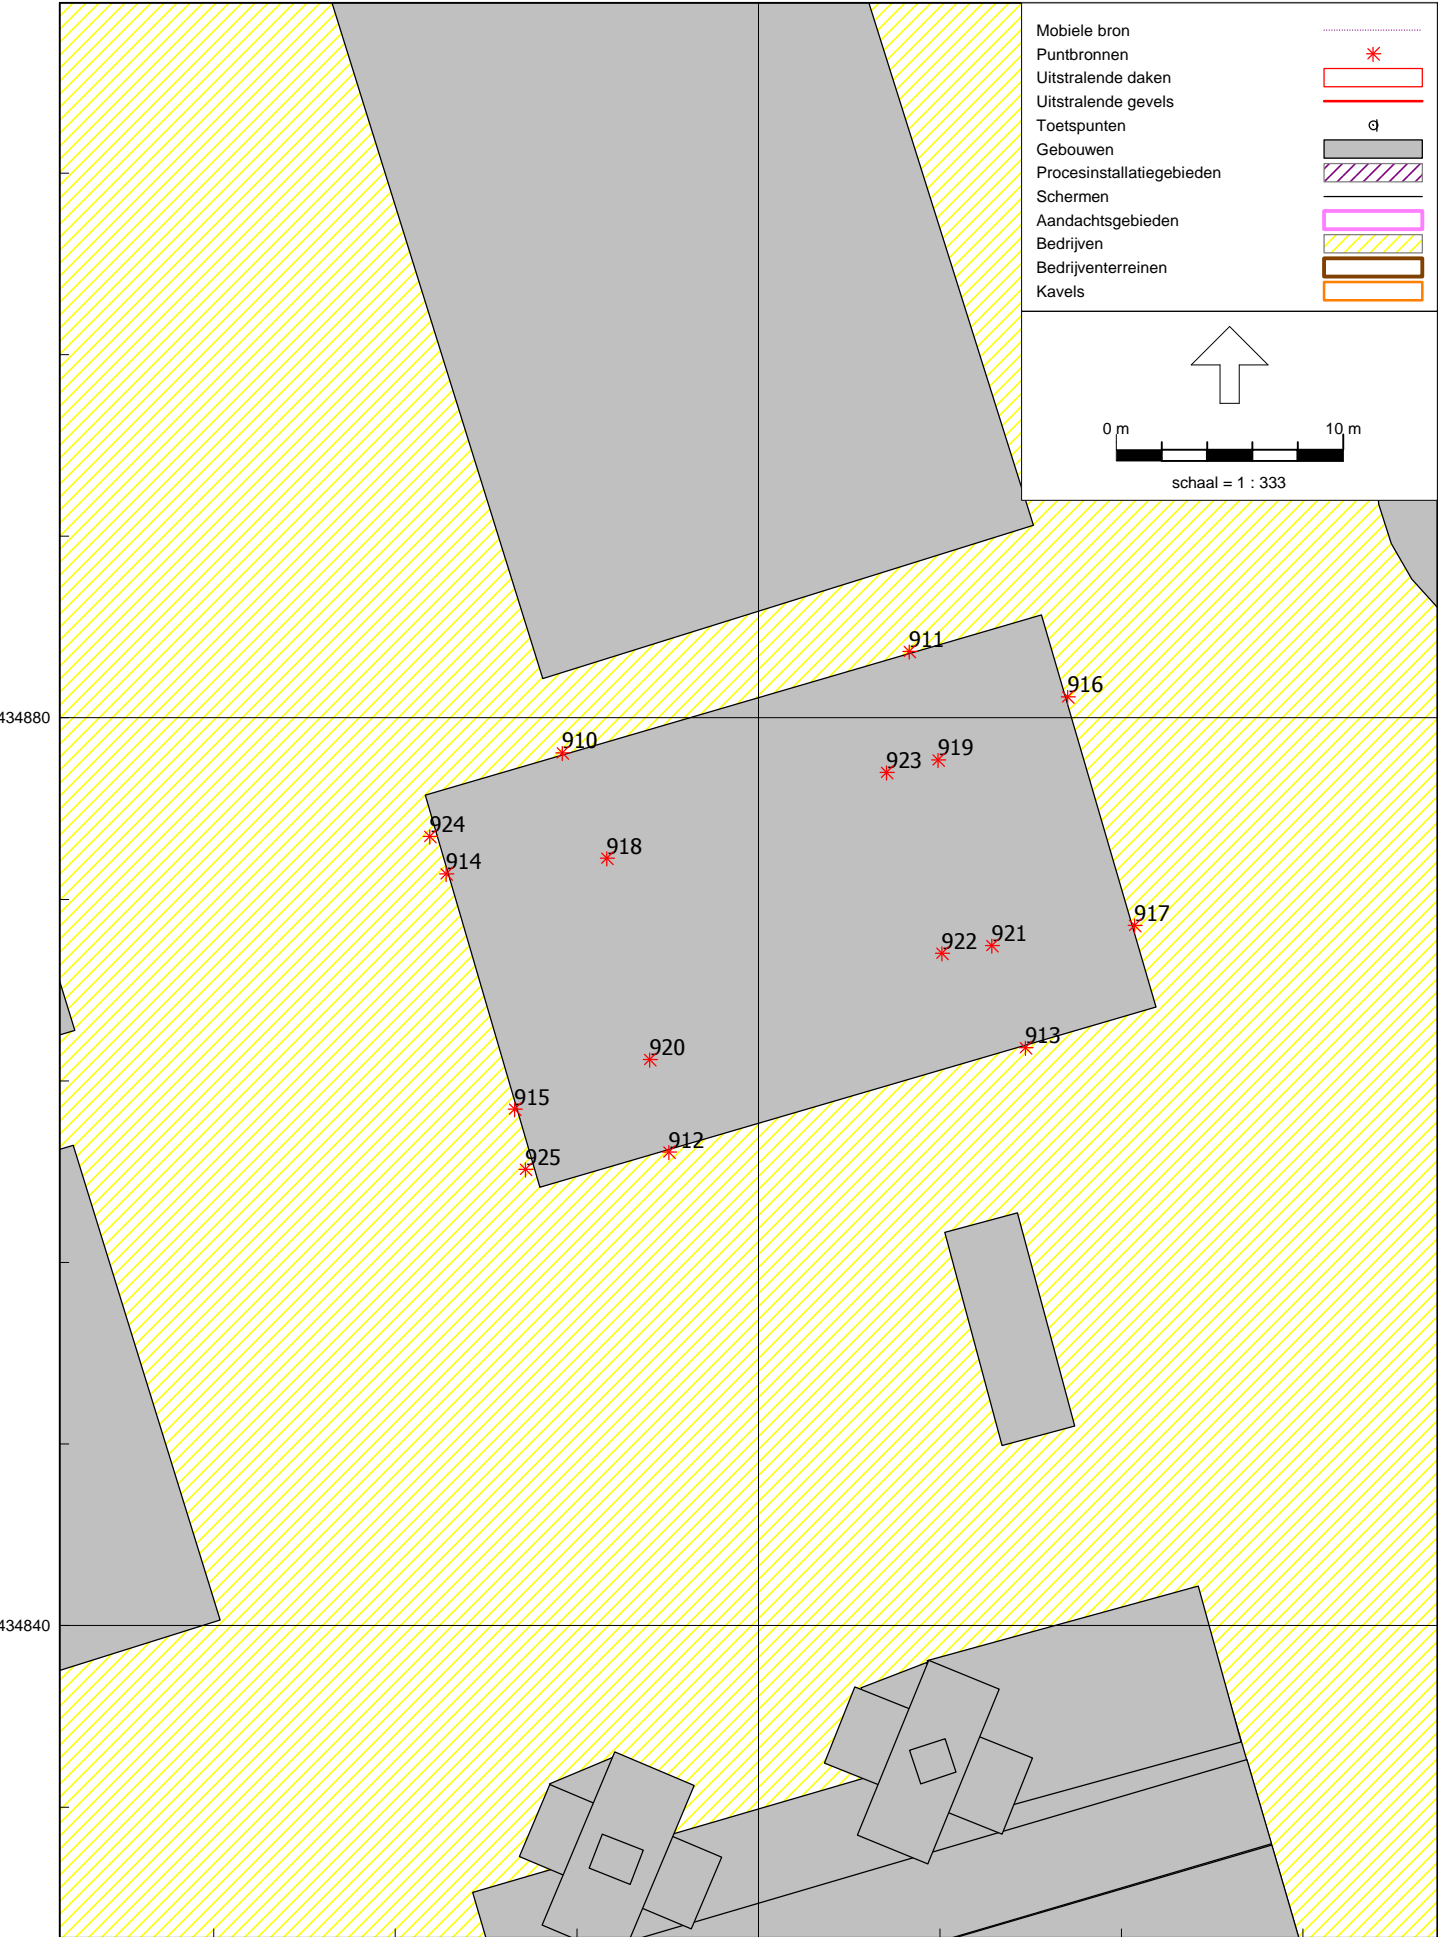 Mobiele bron
Puntbronnen
Uitstralende daken
Uitstralende gevels
Toetspunten
Gebouwen
Procesinstallatiegebieden
Schermen
Aandachtsgebieden
Bedrijven
Bedrijventerreinen
Kavels
0 m 10 m
schaal = 1 : 333
911
916
434880
910
919
923
924
918
914
917
921
922
913
920
915
912
925
434840